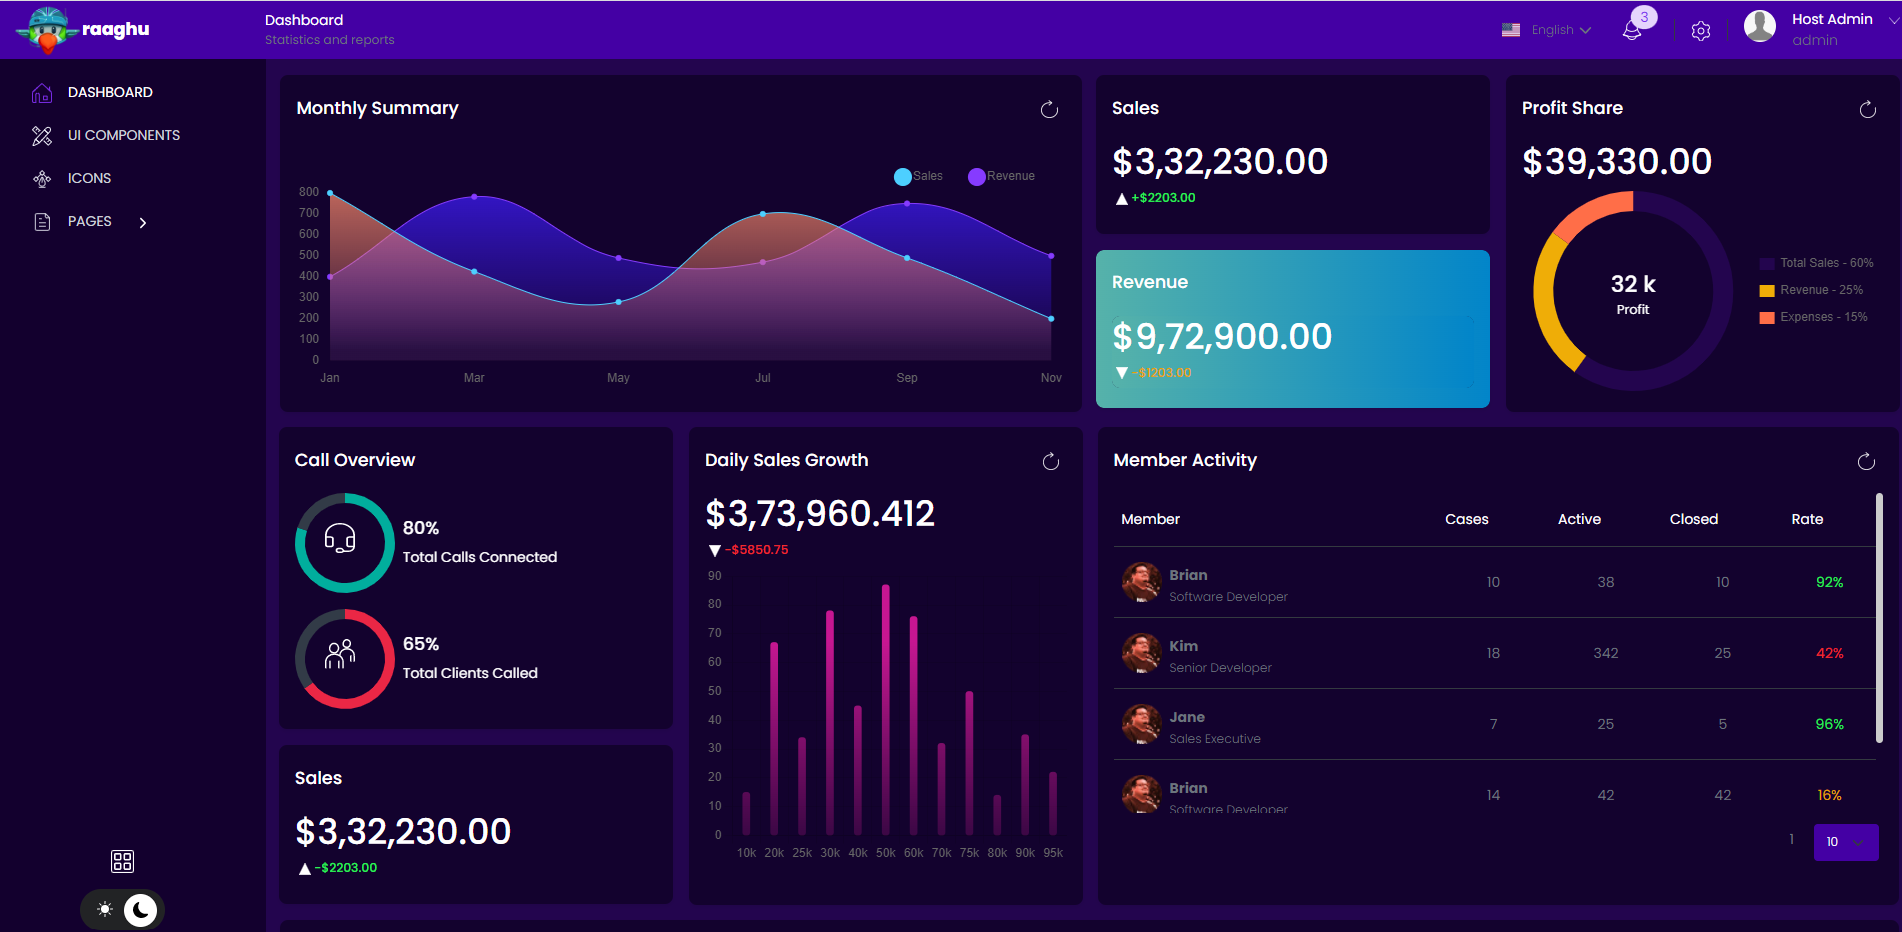 raaghu
Dashboard
Statistics and reports
English
3
Host Admin
admin
DASHBOARD
UI COMPONENTS
ICONS
PAGES
Monthly Summary
Sales
Revenue
800
700
600
500
400
300
200
100
0
Jan Mar May Jul Sep Nov
Sales
$3,32,230.00
+$2203.00
Revenue
$9,72,900.00
-$1203.00
Profit Share
$39,330.00
32 k
Profit
Total Sales - 60%
Revenue - 25%
Expenses - 15%
Call Overview
80%
Total Calls Connected
65%
Total Clients Called
Sales
$3,32,230.00
-$2203.00
Daily Sales Growth
$3,73,960.412
-$5850.75
90
80
70
60
50
40
30
20
10
0
10k 20k 25k 30k 40k 50k 60k 70k 75k 80k 90k 95k
Member Activity
Member Cases Active Closed Rate
Brian
Software Developer
10 38 10 92%
Kim
Senior Developer
18 342 25 42%
Jane
Sales Executive
7 25 5 96%
Brian
Software Developer
14 42 42 16%
1
10